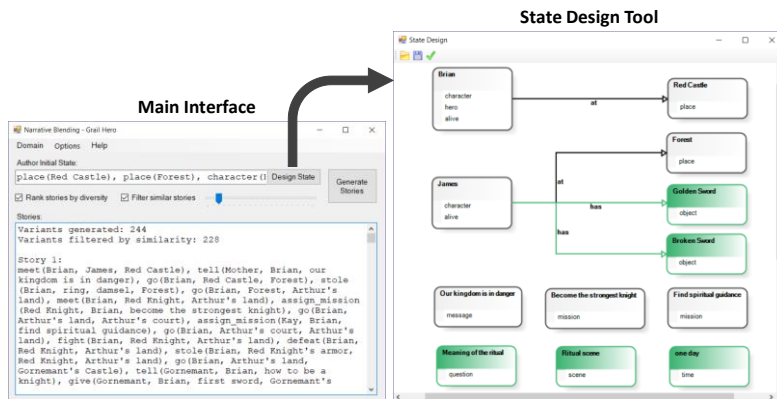 State Design Tool
Main Interface
Narrative Blending - Grail Hero
Domain Options Help
Author Initial State:
place(Red Castle), place(Forest), character(
Design State
Generate
Stories
Rank stories by diversity
Filter similar stories
Stories:
Variants generated: 244
Variants filtered by similarity: 228
Story 1:
meet(Brian, James, Red Castle), tell(Mother, Brian, our
kingdom is in danger), go(Brian, Red Castle, Forest), stole
(Brian, ring, damsel, Forest), go(Brian, Forest, Arthur's
land), meet(Brian, Red Knight, Arthur's land), assign_mission
(Red Knight, Brian, become the strongest knight), go(Brian,
Arthur's land, Arthur's court), assign_mission(Kay, Brian,
find spiritual guidance), go(Brian, Arthur's court, Arthur's
land), fight(Brian, Red Knight, Arthur's land), defeat(Brian,
Red Knight, Arthur's land), stole(Brian, Red Knight's armor,
Red Knight, Arthur's land), go(Brian, Arthur's land,
Gornemant's Castle), tell(Gornemant, Brian, how to be a
knight), give(Gornemant, Brian, first sword, Gornemant's
State Design
Brian
character
hero
alive
at
Red Castle
place
Forest
place
James
character
alive
at
has
has
Golden Sword
object
Broken Sword
object
Our kingdom is in danger
message
Become the strongest knight
mission
Find spiritual guidance
mission
Meaning of the ritual
question
Ritual scene
scene
one day
time